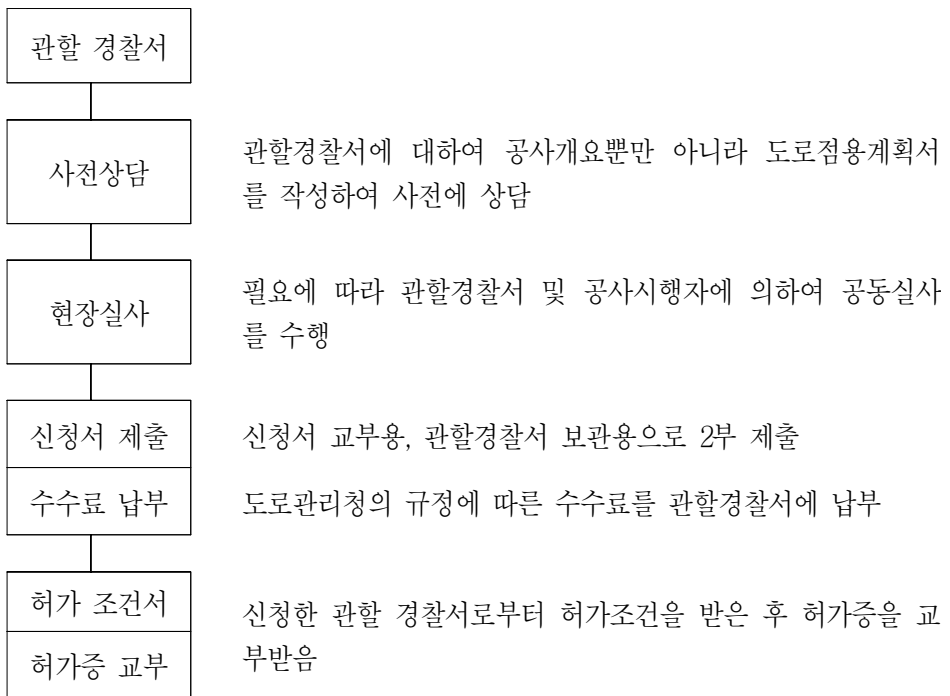 관할 경찰서
사전상담
관할경찰서에 대하여 공사개요뿐만 아니라 도로점용계획서
를 작성하여 사전에 상담
현장실사
필요에 따라 관할경찰서 및 공사시행자에 의하여 공동실사
를 수행
신청서 제출
신청서 교부용, 관할경찰서 보관용으로 2부 제출
수수료 납부
도로관리청의 규정에 따른 수수료를 관할경찰서에 납부
허가 조건서
허가증 교부
신청한 관할 경찰서로부터 허가조건을 받은 후 허가증을 교
부받음